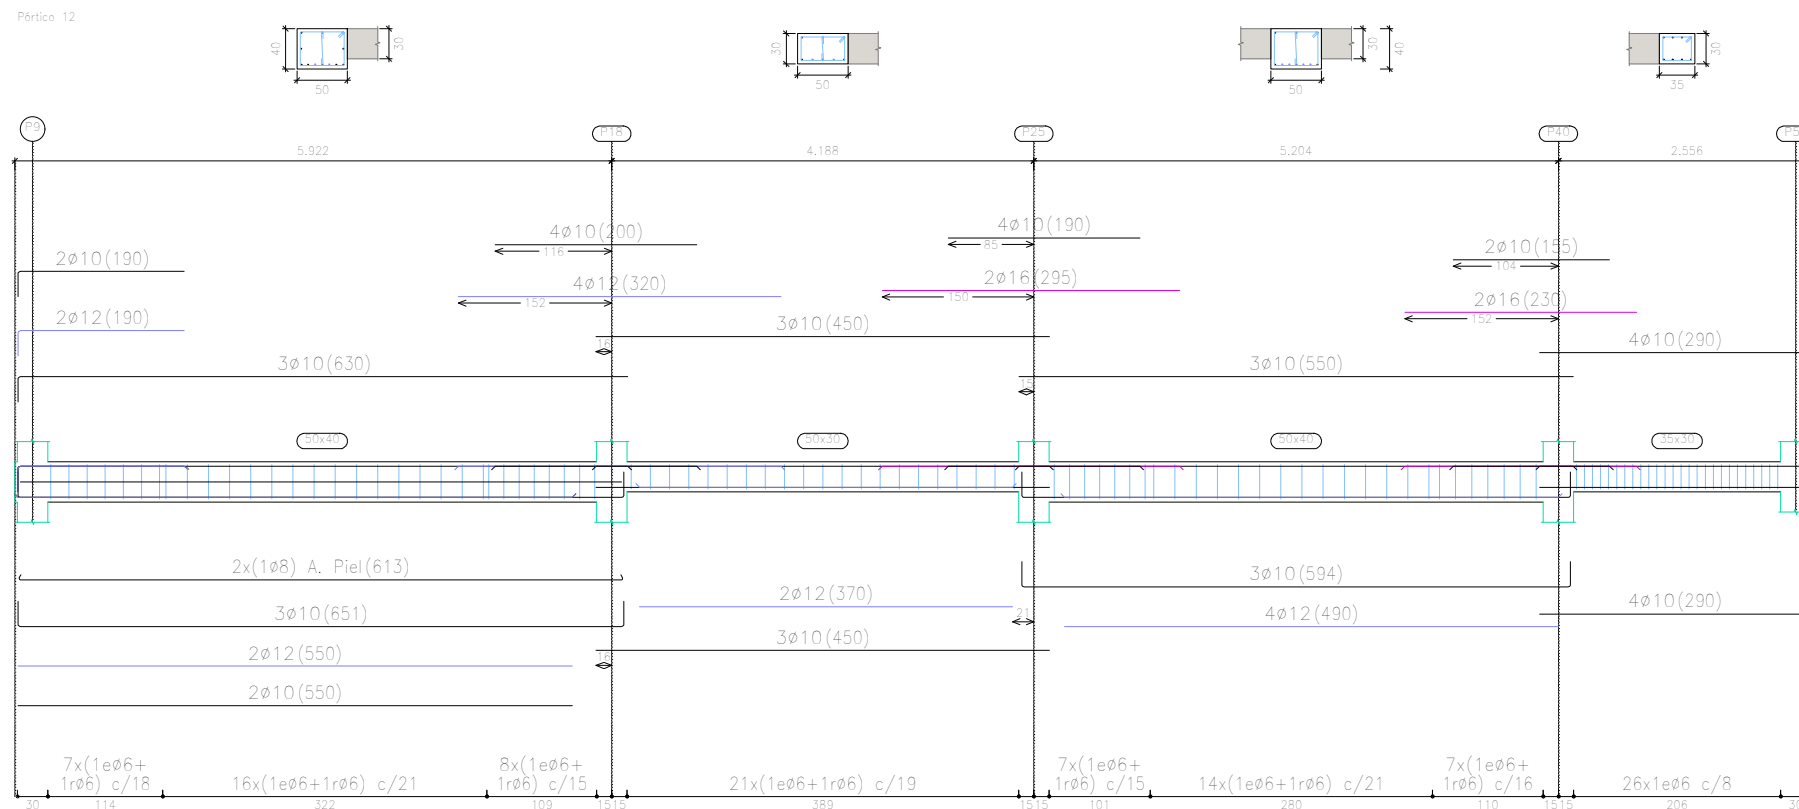 Pórtico 12
40
30
50
30
50
30
40
50
30
35
P9
P18
P25
P40
5.922
4.188
5.204
2.556
4ø10(200)
116
4ø10(190)
85
2ø10(155)
104
2ø10(190)
4ø12(320)
152
2ø16(295)
150
2ø16(230)
152
2ø12(190)
3ø10(450)
16
4ø10(290)
3ø10(630)
3ø10(550)
15
50x40
50x30
50x40
35x30
2x(1ø8) A. Piel(613)
3ø10(594)
2ø12(370)
21
4ø10(290)
3ø10(651)
4ø12(490)
3ø10(450)
16
2ø12(550)
2ø10(550)
7x(1eø6+
1rø6) c/18
16x(1eø6+1rø6) c/21
8x(1eø6+
1rø6) c/15
21x(1eø6+1rø6) c/19
7x(1eø6+
1rø6) c/15
14x(1eø6+1rø6) c/21
7x(1eø6+
1rø6) c/16
26x1eø6 c/8
30
114
322
109
1515
389
1515
101
280
110
1515
206